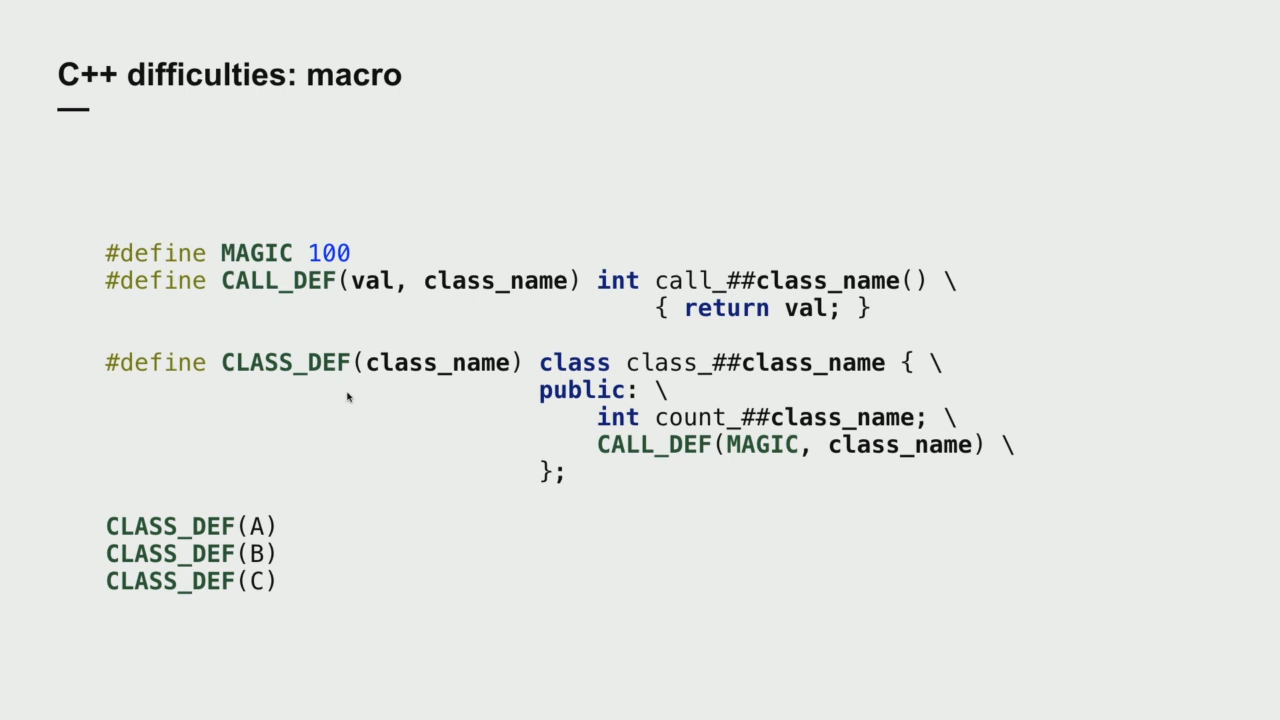 C++ difficulties: macro
#define MAGIC 100
#define CALL_DEF(val, class_name) int call_##class_name() \
{ return val; }
#define CLASS_DEF(class_name) class class_##class_name { \
public: \
int count_##class_name; \
CALL_DEF(MAGIC, class_name) \
};
CLASS_DEF(A)
CLASS_DEF(B)
CLASS_DEF(C)